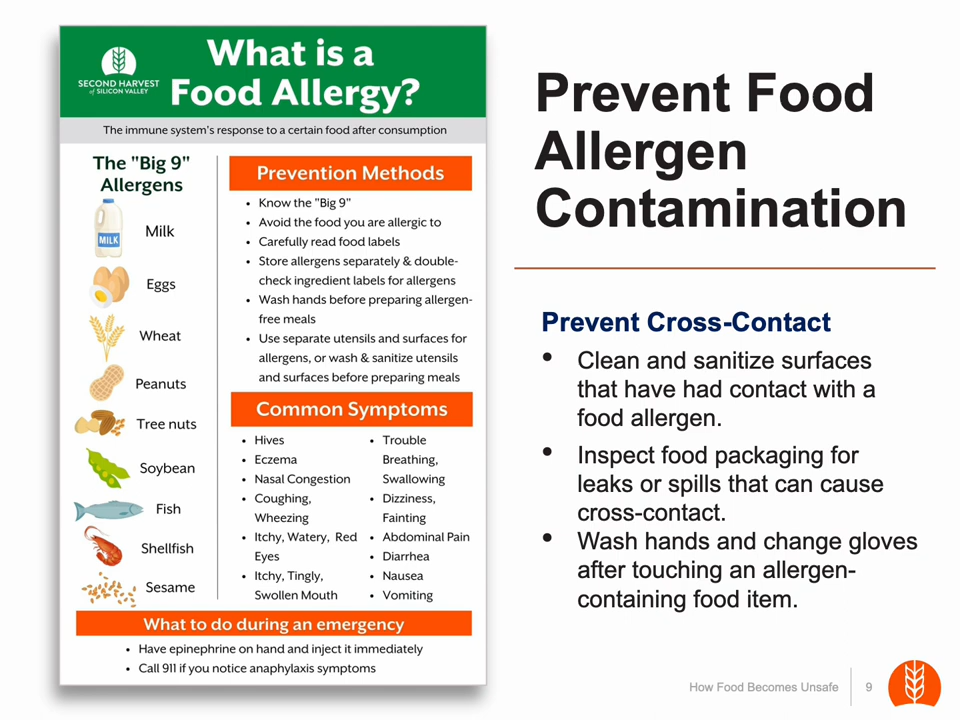 SECOND HARVEST
of SILICON VALLEY
What is a
Food Allergy?
The immune system's response to a certain food after consumption
The "Big 9"
Allergens
MILK
Milk
Eggs
Wheat
Peanuts
Tree nuts
Soybean
Fish
Shellfish
Sesame
Prevention Methods
• Know the "Big 9"
• Avoid the food you are allergic to
• Carefully read food labels
• Store allergens separately & double-
check ingredient labels for allergens
• Wash hands before preparing allergen-
free meals
• Use separate utensils and surfaces for
allergens, or wash & sanitize utensils
and surfaces before preparing meals
Common Symptoms
• Hives
• Eczema
• Nasal Congestion
• Coughing,
Wheezing
• Itchy, Watery, Red
Eyes
• Itchy, Tingly,
Swollen Mouth
• Trouble
Breathing,
Swallowing
• Dizziness,
Fainting
• Abdominal Pain
• Diarrhea
• Nausea
• Vomiting
What to do during an emergency
• Have epinephrine on hand and inject it immediately
• Call 911 if you notice anaphylaxis symptoms
Prevent Food
Allergen
Contamination
Prevent Cross-Contact
• Clean and sanitize surfaces
that have had contact with a
food allergen.
• Inspect food packaging for
leaks or spills that can cause
cross-contact.
• Wash hands and change gloves
after touching an allergen-
containing food item.
How Food Becomes Unsafe
9